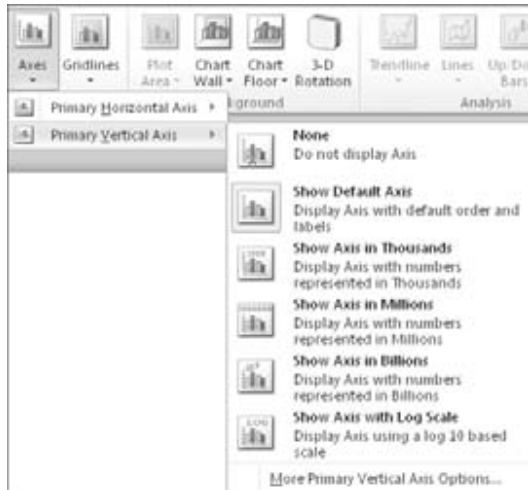 Axes
Gridlines
Plot Area
Chart Wall
Chart Floor
3-D Rotation
Trendline
Lines
Up/Do
Bars
ground
Analysis
Primary Horizontal Axis
Primary Vertical Axis
None
Do not display Axis
Show Default Axis
Display Axis with default order and
labels
Show Axis in Thousands
Display Axis with numbers
represented in Thousands
Show Axis in Millions
Display Axis with numbers
represented in Millions
Show Axis in Billions
Display Axis with numbers
represented in Billions
LOG
Show Axis with Log Scale
Display Axis using a log 10 based
scale
More Primary Vertical Axis Options...